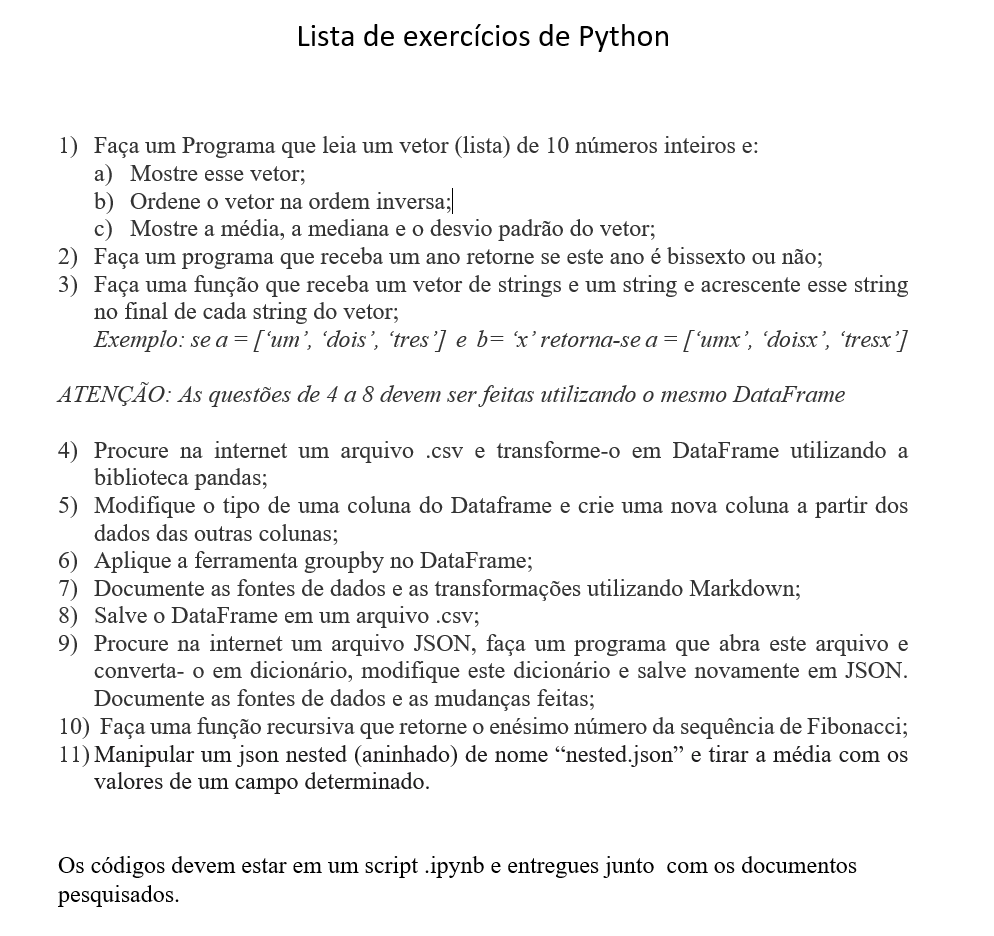 Lista de exercícios de Python
1) Faça um Programa que leia um vetor (lista) de 10 números inteiros e:
a) Mostre esse vetor;
b) Ordene o vetor na ordem inversa;
c) Mostre a média, a mediana e o desvio padrão do vetor;
2) Faça um programa que receba um ano retorne se este ano é bissexto ou não;
3) Faça uma função que receba um vetor de strings e um string e acrescente esse string
no final de cada string do vetor;
Exemplo: se a = [‘um’, ‘dois’, ‘tres’] e b= ‘x’ retorna-se a = [‘umx’, ‘doisx’, ‘tresx’]
ATENÇÃO: As questões de 4 a 8 devem ser feitas utilizando o mesmo DataFrame
4) Procure na internet um arquivo .csv e transforme-o em DataFrame utilizando a
biblioteca pandas;
5) Modifique o tipo de uma coluna do Dataframe e crie uma nova coluna a partir dos
dados das outras colunas;
6) Aplique a ferramenta groupby no DataFrame;
7) Documente as fontes de dados e as transformações utilizando Markdown;
8) Salve o DataFrame em um arquivo .csv;
9) Procure na internet um arquivo JSON, faça um programa que abra este arquivo e
converta- o em dicionário, modifique este dicionário e salve novamente em JSON.
Documente as fontes de dados e as mudanças feitas;
10) Faça uma função recursiva que retorne o enésimo número da sequência de Fibonacci;
11) Manipular um json nested (aninhado) de nome “nested.json” e tirar a média com os
valores de um campo determinado.
Os códigos devem estar em um script .ipynb e entregues junto com os documentos
pesquisados.